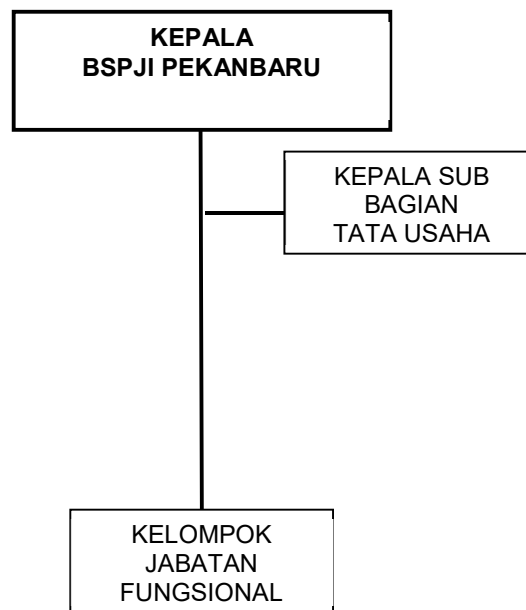 KEPALA
BSPJI PEKANBARU
KEPALA SUB
BAGIAN
TATA USAHA
KELOMPOK
JABATAN
FUNGSIONAL